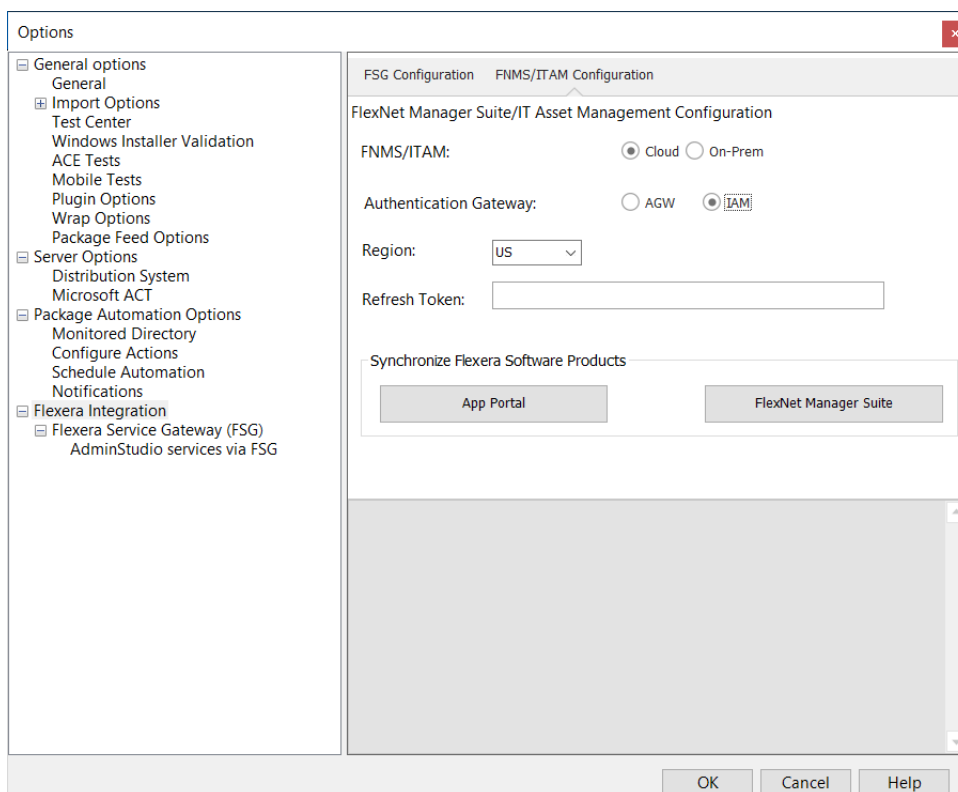 Options
General options
General
Import Options
Test Center
Windows Installer Validation
ACE Tests
Mobile Tests
Plugin Options
Wrap Options
Package Feed Options
Server Options
Distribution System
Microsoft ACT
Package Automation Options
Monitored Directory
Configure Actions
Schedule Automation
Notifications
Flexera Integration
Flexera Service Gateway (FSG)
AdminStudio services via FSG
FSG Configuration FNMS/ITAM Configuration
FlexNet Manager Suite/IT Asset Management Configuration
FNMS/ITAM: Cloud On-Prem
Authentication Gateway: AGW IAM
Region: US
Refresh Token:
Synchronize Flexera Software Products
App Portal FlexNet Manager Suite
OK Cancel Help